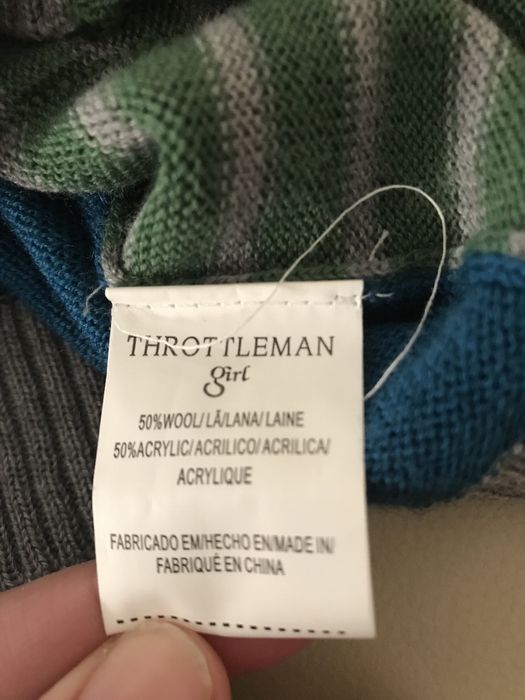 THROTTLEMAN
girl
50%WOOL/LÃ/LANA/LAINE
50%ACRYLIC/ACRILICO/ACRILICA/
ACRYLIQUE
FABRICADO EM/HECHO EN/MADE IN/
FABRIQUÉ EN CHINA